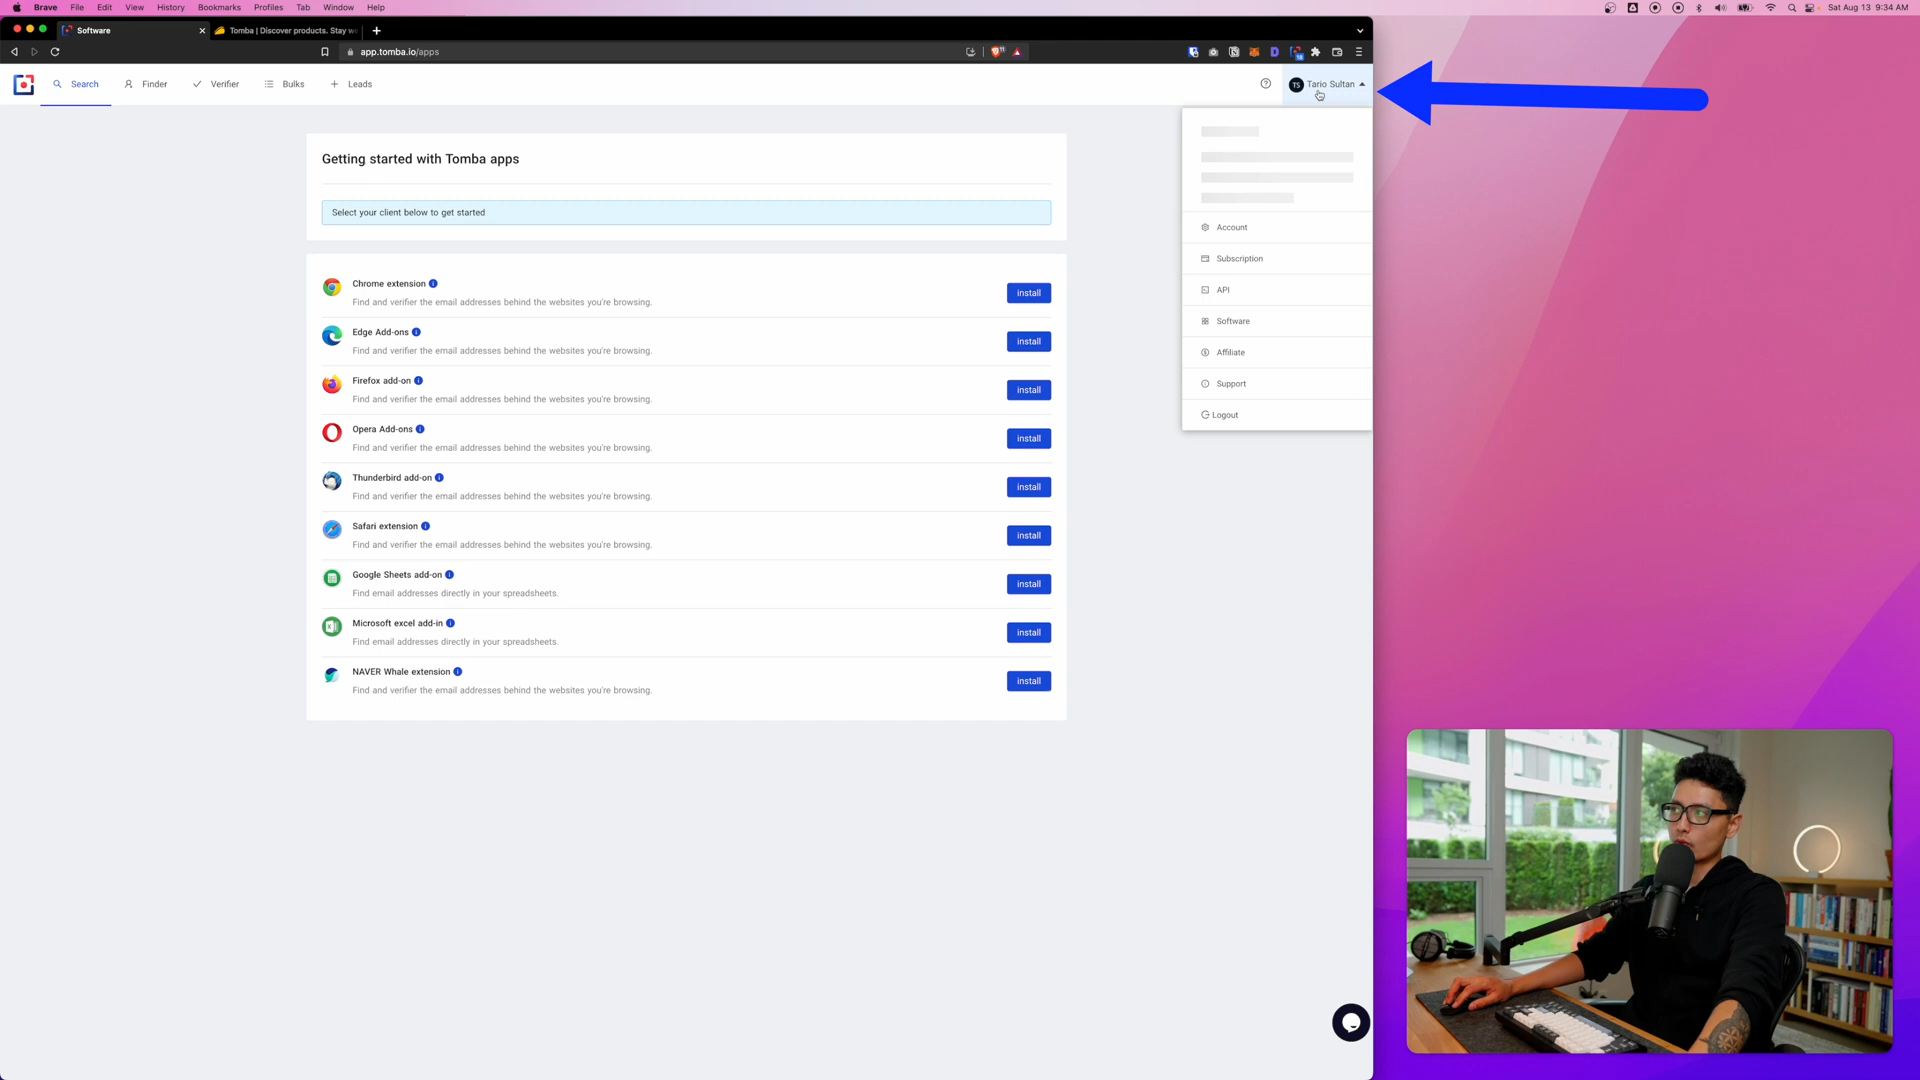 Brave File Edit View History Bookmarks Profiles Tab Window Help
Sat Aug 13 9:34 AM
Software
Tomba | Discover products. Stay we
app.tomba.io/apps
Search Finder Verifier Bulks Leads
TS Tario Sultan
Getting started with Tomba apps
Select your client below to get started
Chrome extension
Find and verifier the email addresses behind the websites you're browsing.
install
Edge Add-ons
Find and verifier the email addresses behind the websites you're browsing.
install
Firefox add-on
Find and verifier the email addresses behind the websites you're browsing.
install
Opera Add-ons
Find and verifier the email addresses behind the websites you're browsing.
install
Thunderbird add-on
Find and verifier the email addresses behind the websites you're browsing.
install
Safari extension
Find and verifier the email addresses behind the websites you're browsing.
install
Google Sheets add-on
Find email addresses directly in your spreadsheets.
install
Microsoft excel add-in
Find email addresses directly in your spreadsheets.
install
NAVER Whale extension
Find and verifier the email addresses behind the websites you're browsing.
install
Account
Subscription
API
Software
Affiliate
Support
Logout